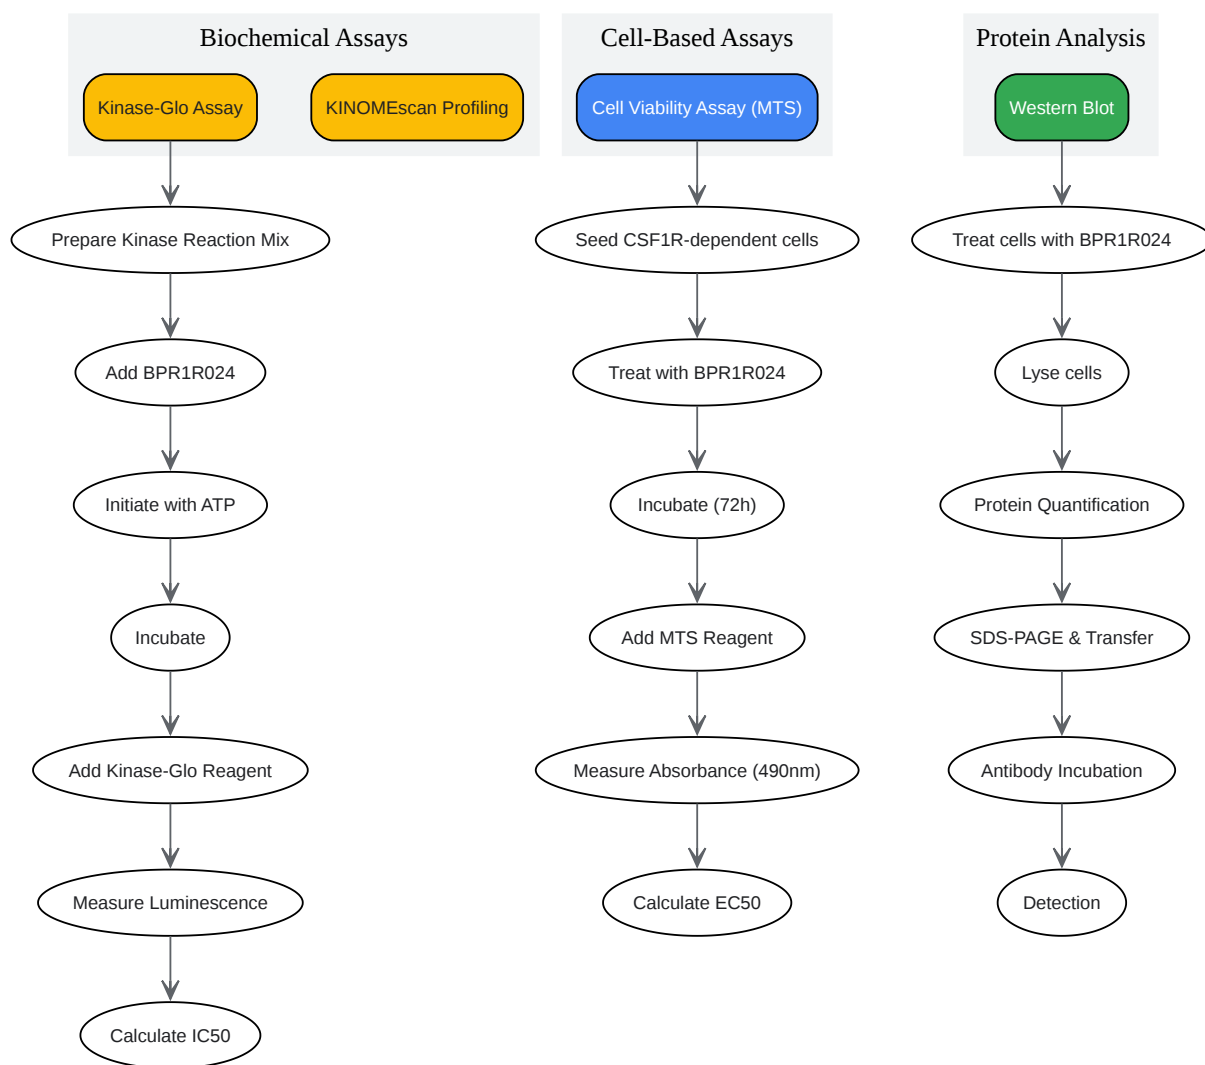 Biochemical Assays
Cell-Based Assays
Protein Analysis
Kinase-Glo Assay
KINOMEscan Profiling
Cell Viability Assay (MTS)
Western Blot
Prepare Kinase Reaction Mix
Seed CSF1R-dependent cells
Treat cells with BPR1R024
Add BPR1R024
Treat with BPR1R024
Lyse cells
Initiate with ATP
Incubate (72h)
Protein Quantification
Incubate
Add MTS Reagent
SDS-PAGE & Transfer
Add Kinase-Glo Reagent
Measure Absorbance (490nm)
Antibody Incubation
Measure Luminescence
Calculate EC50
Detection
Calculate IC50